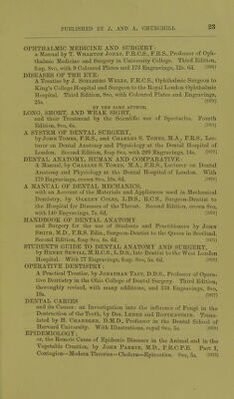 PUBLISHED BY J. AND A. CHURCHILL 23
OPHTHALMIC MEDICINE AND SURGERY:
a Manual by T. WHARTON JONES, F.R.C.S., F.R.S., Professor of Oph-
thalmic Medicine and Surgery in University College. Third Edition,
fcap. 8vo, with 9 Coloured Plates and 173 Engravings, 12s. 6d.
DISEASES OF THE EYE:
A Treatise by J. SOELBERG WELLS, F.R.C.S., Ophthalmic Surgeon to
King's College Hospital and Surgeon to the Royal London Ophthalmic
Hospital. Third Edition, 8vo, with Coloured Plates and Engravings,
25s.
BY THE SAME AUTHOR,
LONG, SHORT, AND WEAK SIGHT,
and their Treatment by the Scientific use of Spectacles. Fourth
Edition, 8vo, 6s.
A SYSTEM OF DENTAL SURGERY,
by JOHN TOMES, F.R.S., and CHARLES S. TOMES, M.A., F.R.S., Lec-
turer on Dental Anatomy and Physiology at the Dental Hospital of
London. Second Edition, fcap 8vo, with 268 Engravings, 14s.
DENTAL ANATOMY, HUMAN AND COMPARATIVE:
A Manual, by CHARLES S. TOMES, M.A., F.R.S., Lecturer on Dental
Anatomy and Physiology at the Dental Hospital of London. With
179 Engravings, crown 8vo, 10s. 6d.
A MANUAL OF DENTAL MECHANICS,
with an Account of the Materials and Appliances used in Mechanical
Dentistry, by OAKLEY COLES, L.D.S., R.C.S., Surgeon-Dentist to
the Hospital for Diseases of the Throat. Second Edition, crown 8vo,
with 140 Engravings, 7s. 6d.
HANDBOOK OF DENTAL ANATOMY
and Surgery for the use of Students and Practitioners by JOHN
SMITH, M.D., F.R.S. Edin., Surgeon-Dentist to the Queen in Scotland.
Second Edition, fcap 8vo, 4s. 6d.
STUDENT'S GUIDE TO DENTAL ANATOMY AND SURGERY,
by HENRY SEWILL, M.R.C.S., L.D.S., late Dentist to the West London
Hospital. With 77 Engravings, fcap. 8vo, 5s. 6d.
OPERATIVE DENTISTRY:
A Practical Treatise, by JONATHAN TAFT, D.D.S., Professor of Opera-
tive Dentistry in the Ohio College of Dental Surgery. Third Edition,
thoroughly revised, with many additions, and 134 Engravings, 8vo,
18s.
DENTAL CARIES
and its Causes: an Investigation into the influence of Fungi in the
Destruction of the Teeth, by Drs. LEBER and ROTTENSTEIN. Trans-
lated by H. CHANDLER, D.M.D., Professor in the Dental School of
Harvard University. With Illustrations, royal 8vo, 5s.
EPIDEMIOLOGY;
or, the Remote Cause of Epidemic Diseases in the Animal and in the
Vegetable Creation, by JOHN PARKIN, M.D., F.R.C.P.E. Part I,
Contagion—Modern Theories—Cholera—Epizootics. 8vo, 5s.